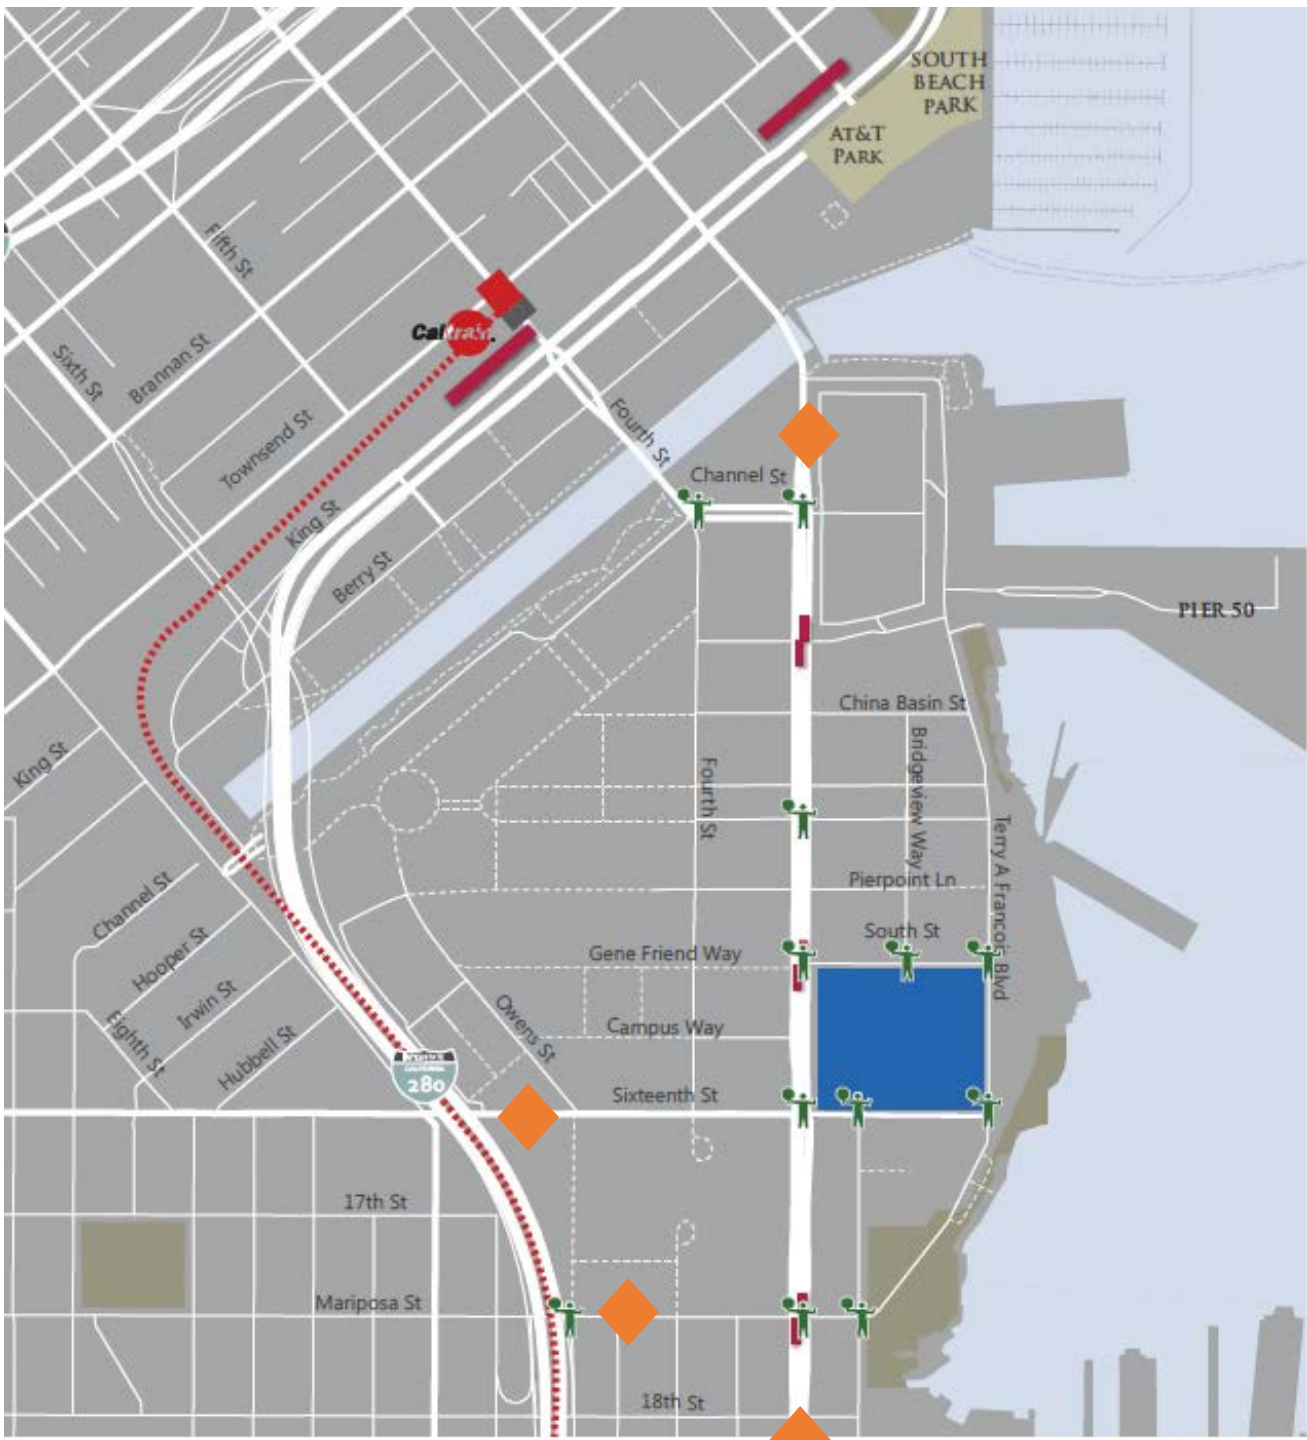 SOUTH
BEACH
PARK
AT&T
PARK
Fifth St
Caltrain.
Sixth St
Brannan St
Townsend St
Fourth St
Channel St
King St
Berry St
PIER 50
China Basin St
King St
Fourth St
Bridgeview Way
Terry A Francois Blvd
Pierpoint Ln
Channel St
Hooper St
South St
Gene Friend Way
Irwin St
Owens St
Campus Way
Eighth St
Hubbell St
CALIFORNIA
280
Sixteenth St
17th St
Mariposa St
18th St